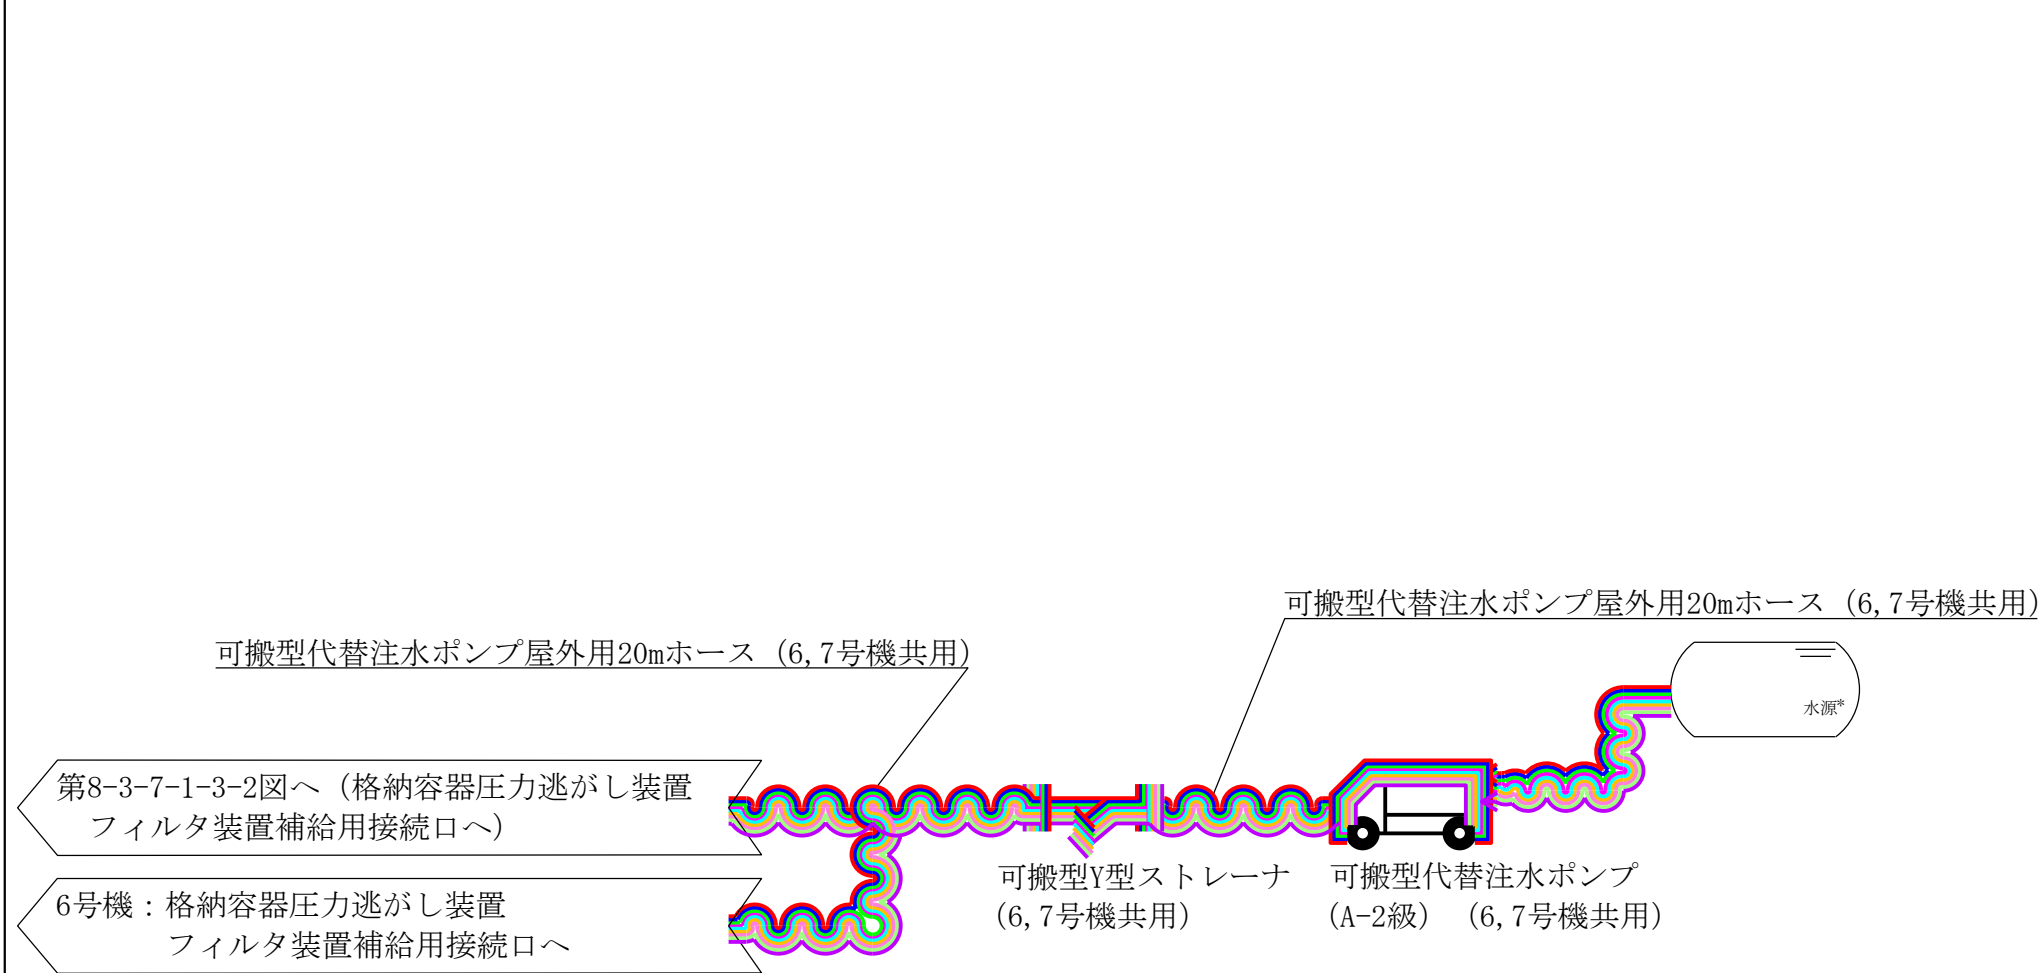 可搬型代替注水ポンプ屋外用20mホース（6,7号機共用）
可搬型代替注水ポンプ屋外用20mホース（6,7号機共用）
水源*
第8-3-7-1-3-2図へ（格納容器圧力逃がし装置
フィルタ装置補給用接続口へ）
可搬型Y型ストレーナ
（6,7号機共用）
可搬型代替注水ポンプ
（A-2級）（6,7号機共用）
6号機：格納容器圧力逃がし装置
フィルタ装置補給用接続口へ